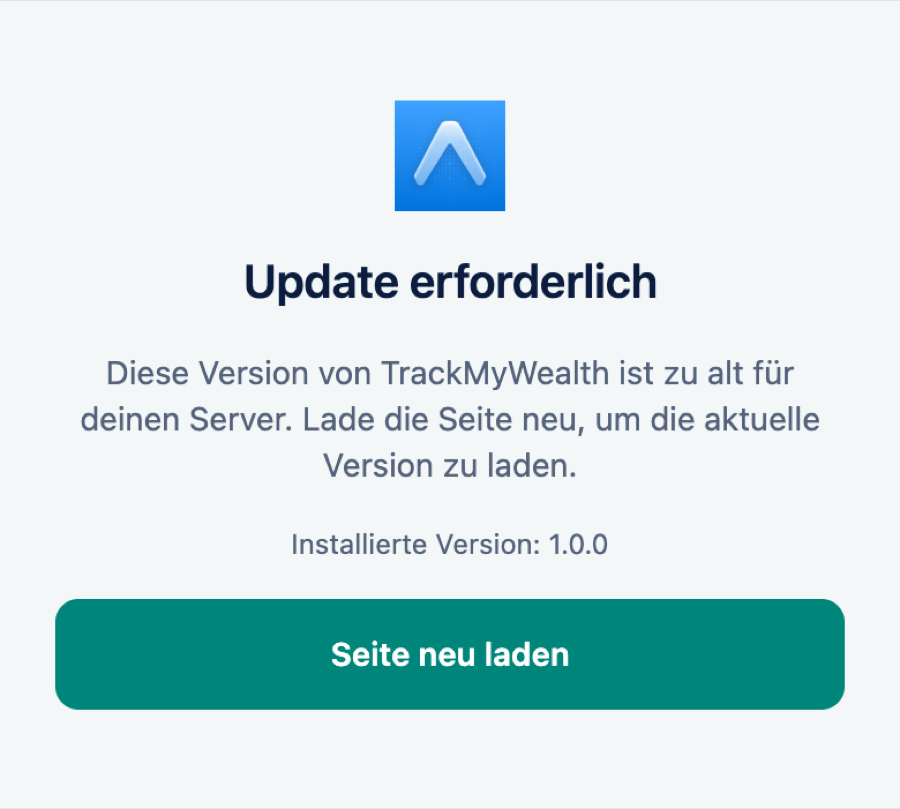 Update erforderlich
Diese Version von TrackMyWealth ist zu alt für
deinen Server. Lade die Seite neu, um die aktuelle
Version zu laden.
Installierte Version: 1.0.0
Seite neu laden